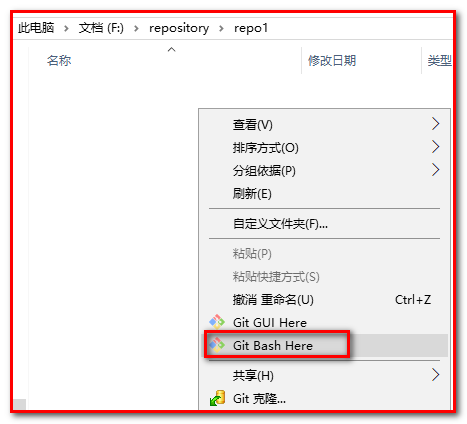 此电脑 > 文档 (F:) > repository > repo1
名称 修改日期 类型
查看(V)
排序方式(O)
分组依据(P)
刷新(E)
自定义文件夹(F)...
粘贴(P)
粘贴快捷方式(S)
撤消 重命名(U) Ctrl+Z
Git GUI Here
Git Bash Here
共享(H)
Git 克隆...